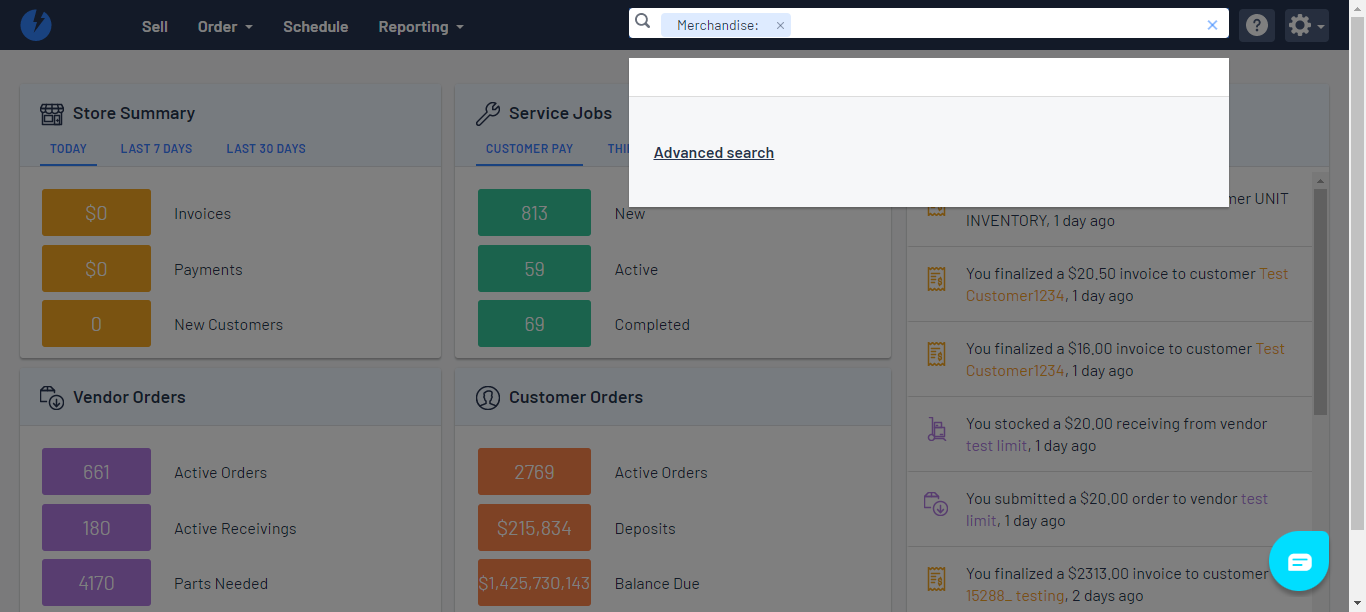 Sell Order Schedule Reporting
Merchandise: ×
Advanced search
Store Summary
TODAY LAST 7 DAYS LAST 30 DAYS
$0 Invoices
$0 Payments
0 New Customers
Service Jobs
CUSTOMER PAY
813 New
59 Active
69 Completed
Vendor Orders
661 Active Orders
180 Active Receivings
4170 Parts Needed
Customer Orders
2769 Active Orders
$215,834 Deposits
$1,425,730,143 Balance Due
UNIT
INVENTORY, 1 day ago
You finalized a $20.50 invoice to customer Test
Customer1234, 1 day ago
You finalized a $16.00 invoice to customer Test
Customer1234, 1 day ago
You stocked a $20.00 receiving from vendor
test limit, 1 day ago
You submitted a $20.00 order to vendor test
limit, 1 day ago
You finalized a $2313.00 invoice to customer
15288_ testing, 2 days ago